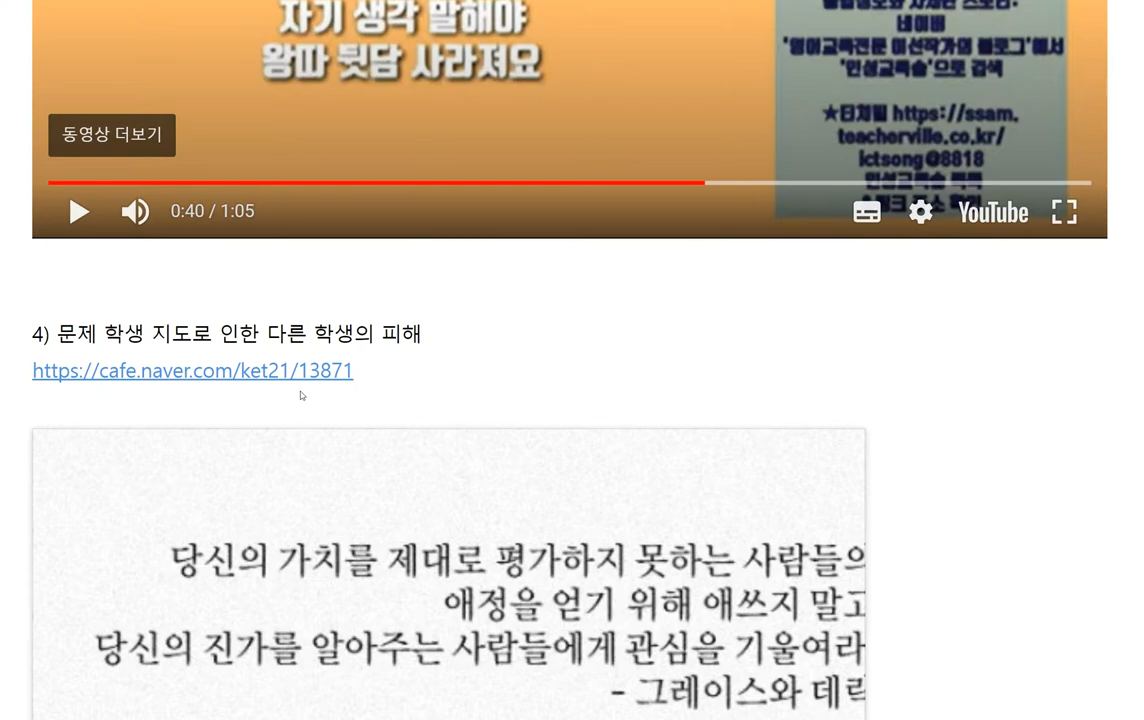 자기 생각 말해야
왕따 뒷담 사라져요
네이버
'영어교육전문 이선작가의 블로그'에서
'인성교육송'으로 검색
★티처빌 https://ssam.
teacherville.co.kr/
ictsong@8818
동영상 더보기
0:40 / 1:05
YouTube
4) 문제 학생 지도로 인한 다른 학생의 피해
https://cafe.naver.com/ket21/13871
당신의 가치를 제대로 평가하지 못하는 사람들의
애정을 얻기 위해 애쓰지 말고
당신의 진가를 알아주는 사람들에게 관심을 기울여라
- 그레이스와 데릭